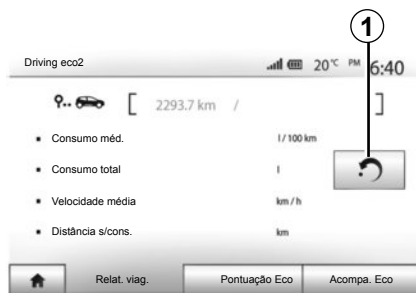 1
Driving eco2 20°C PM 6:40
[ 2293.7 km / ]
▪ Consumo méd. l/100 km
▪ Consumo total l
▪ Velocidade média km/h
▪ Distância s/cons. km
Relat. viag. Pontuação Eco Acompa. Eco